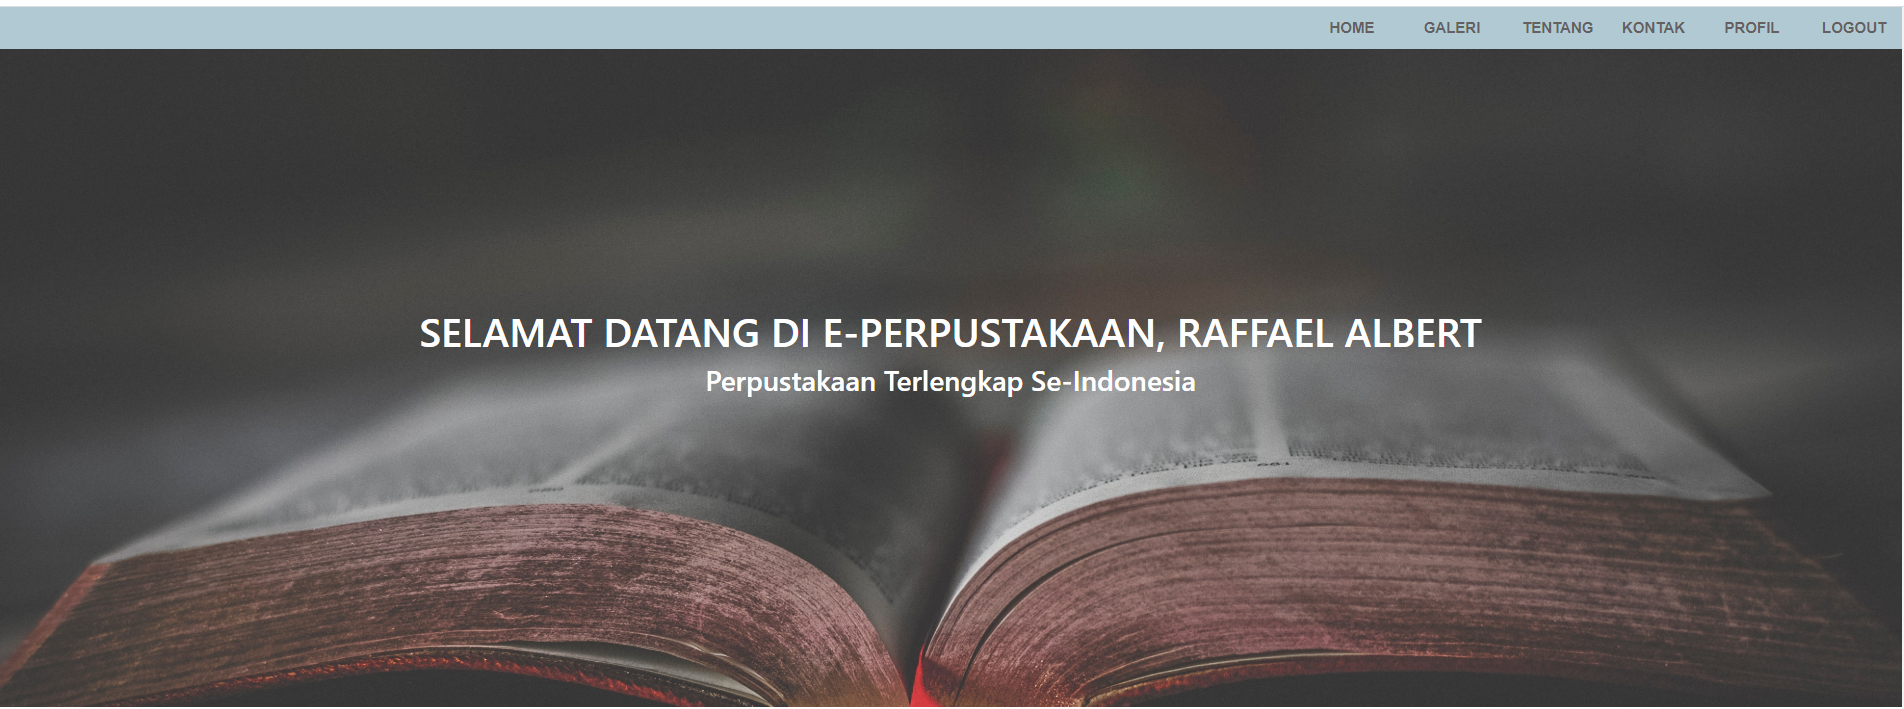 HOME GALERI TENTANG KONTAK PROFIL LOGOUT
SELAMAT DATANG DI E-PERPUSTAKAAN, RAFFAEL ALBERT
Perpustakaan Terlengkap Se-Indonesia